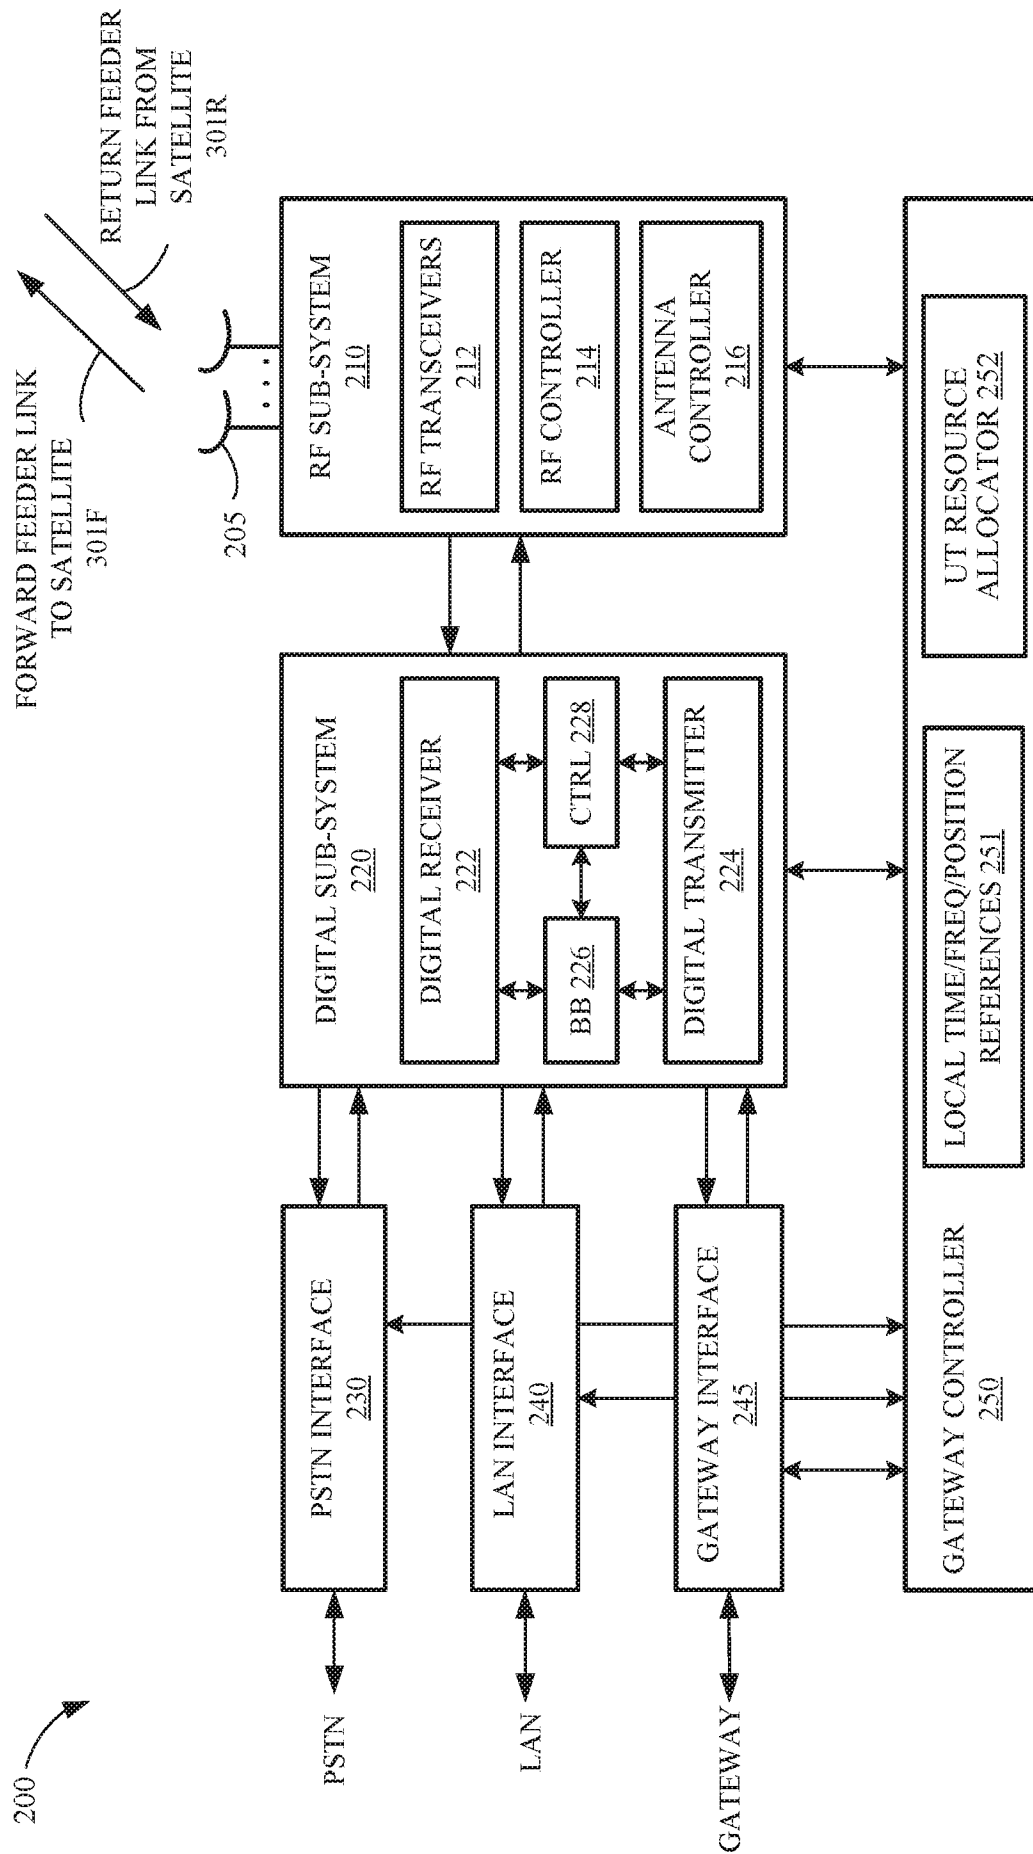 200
FORWARD FEEDER LINK
TO SATELLITE
301F
RETURN FEEDER
LINK FROM
SATELLITE
301R
205
PSTN
PSTN INTERFACE
230
LAN
LAN INTERFACE
240
GATEWAY
GATEWAY INTERFACE
245
DIGITAL SUB-SYSTEM
220
DIGITAL RECEIVER
222
BB 226
CTRL 228
DIGITAL TRANSMITTER
224
RF SUB-SYSTEM
210
RF TRANSCEIVERS
212
RF CONTROLLER
214
ANTENNA
CONTROLLER
216
GATEWAY CONTROLLER
250
LOCAL TIME/FREQ/POSITION
REFERENCES 251
UT RESOURCE
ALLOCATOR 252